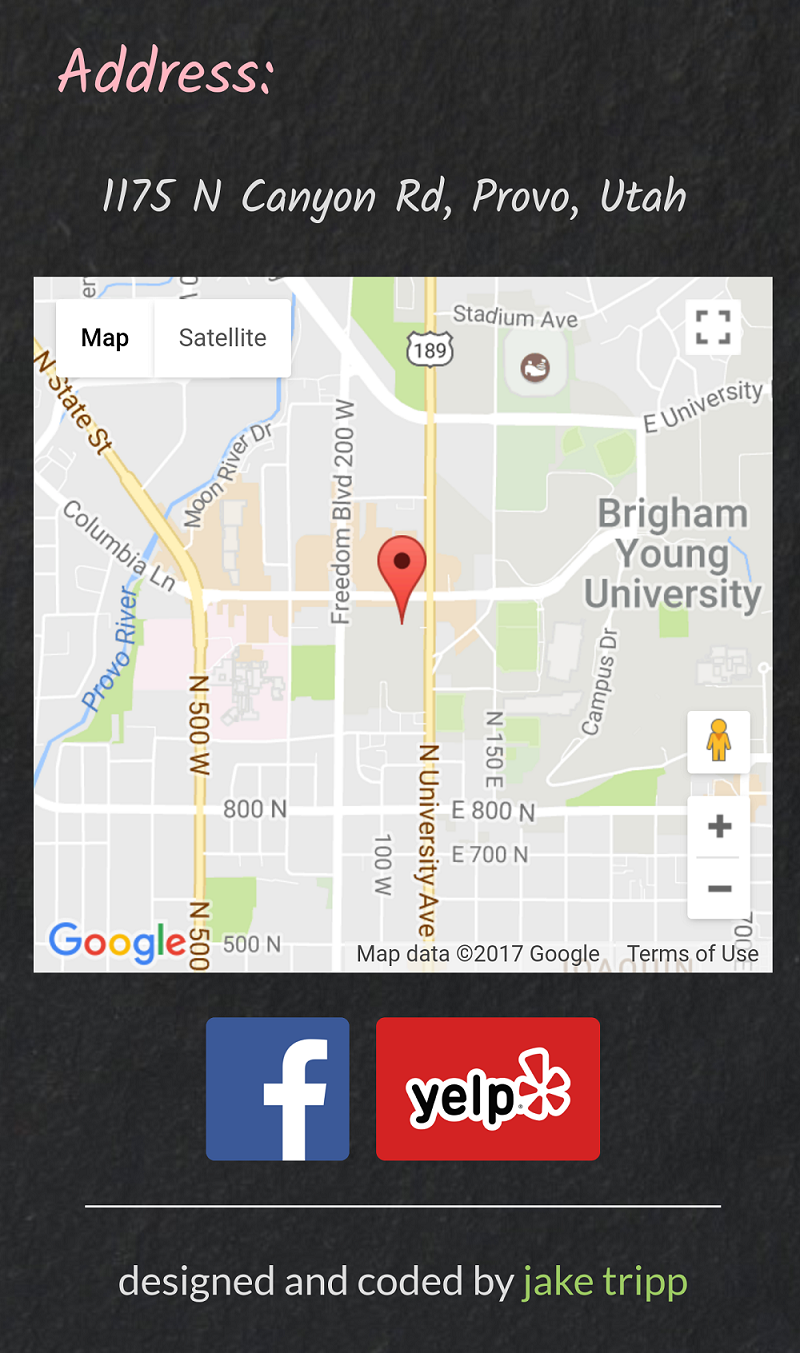 Address:
1175 N Canyon Rd, Provo, Utah
Map
Satellite
Stadium Ave
189
N State St
Moon River Dr
E University
Freedom Blvd 200 W
Columbia Ln
Brigham
Young
University
Provo River
Campus Dr
N 500 W
N 150 E
N University Ave
800 N
E 800 N
100 W
E 700 N
N 500
500 N
700 E
Google
Map data ©2017 Google
Terms of Use
JOAQUIN
f
yelp
designed and coded by jake tripp